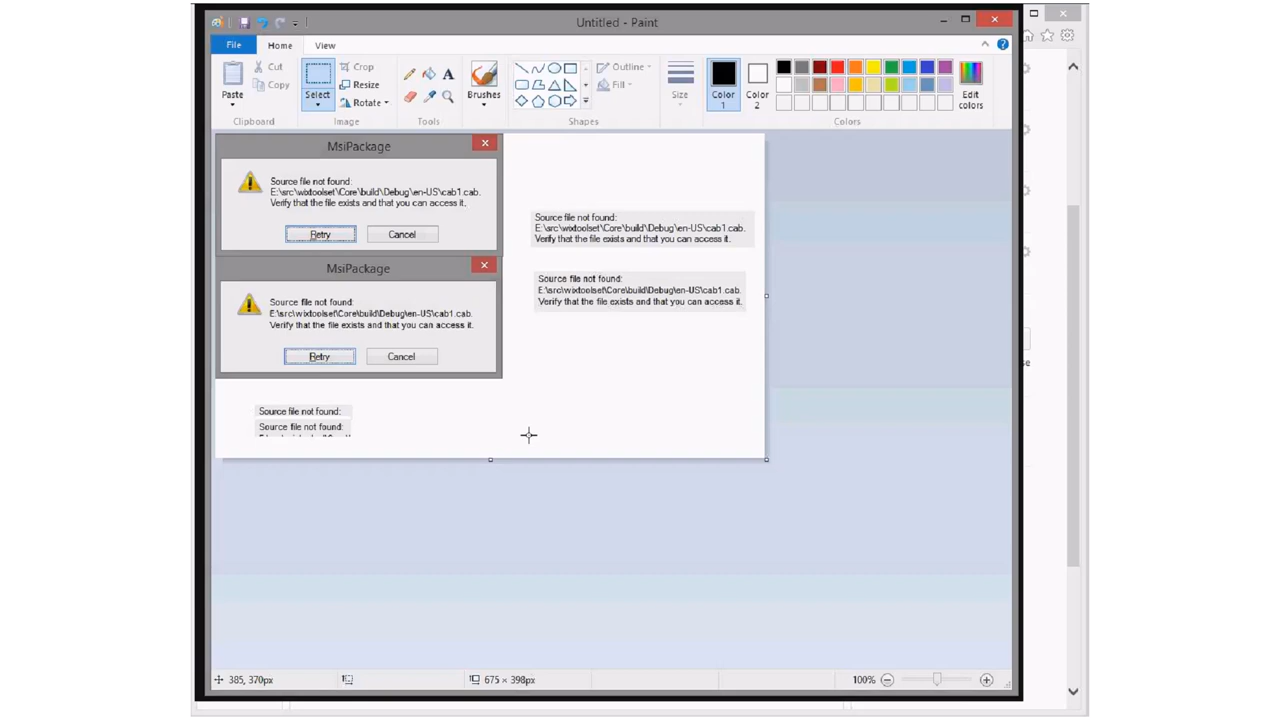 Untitled - Paint
File Home View
Cut
Copy
Paste
Clipboard
Crop
Resize
Rotate
Select
Image
A
Tools
Brushes
Outline
Fill
Shapes
Size
Color 1
Color 2
Edit colors
Colors
MsiPackage
Source file not found:
E:\src\wixtoolset\Core\build\Debug\en-US\cab1.cab.
Verify that the file exists and that you can access it.
Retry Cancel
MsiPackage
Source file not found:
E:\src\wixtoolset\Core\build\Debug\en-US\cab1.cab.
Verify that the file exists and that you can access it.
Retry Cancel
Source file not found:
E:\src\wixtoolset\Core\build\Debug\en-US\cab1.cab.
Verify that the file exists and that you can access it.
Source file not found:
E:\src\wixtoolset\Core\build\Debug\en-US\cab1.cab.
Verify that the file exists and that you can access it.
Source file not found:
Source file not found:
385, 370px
675 × 398px
100%